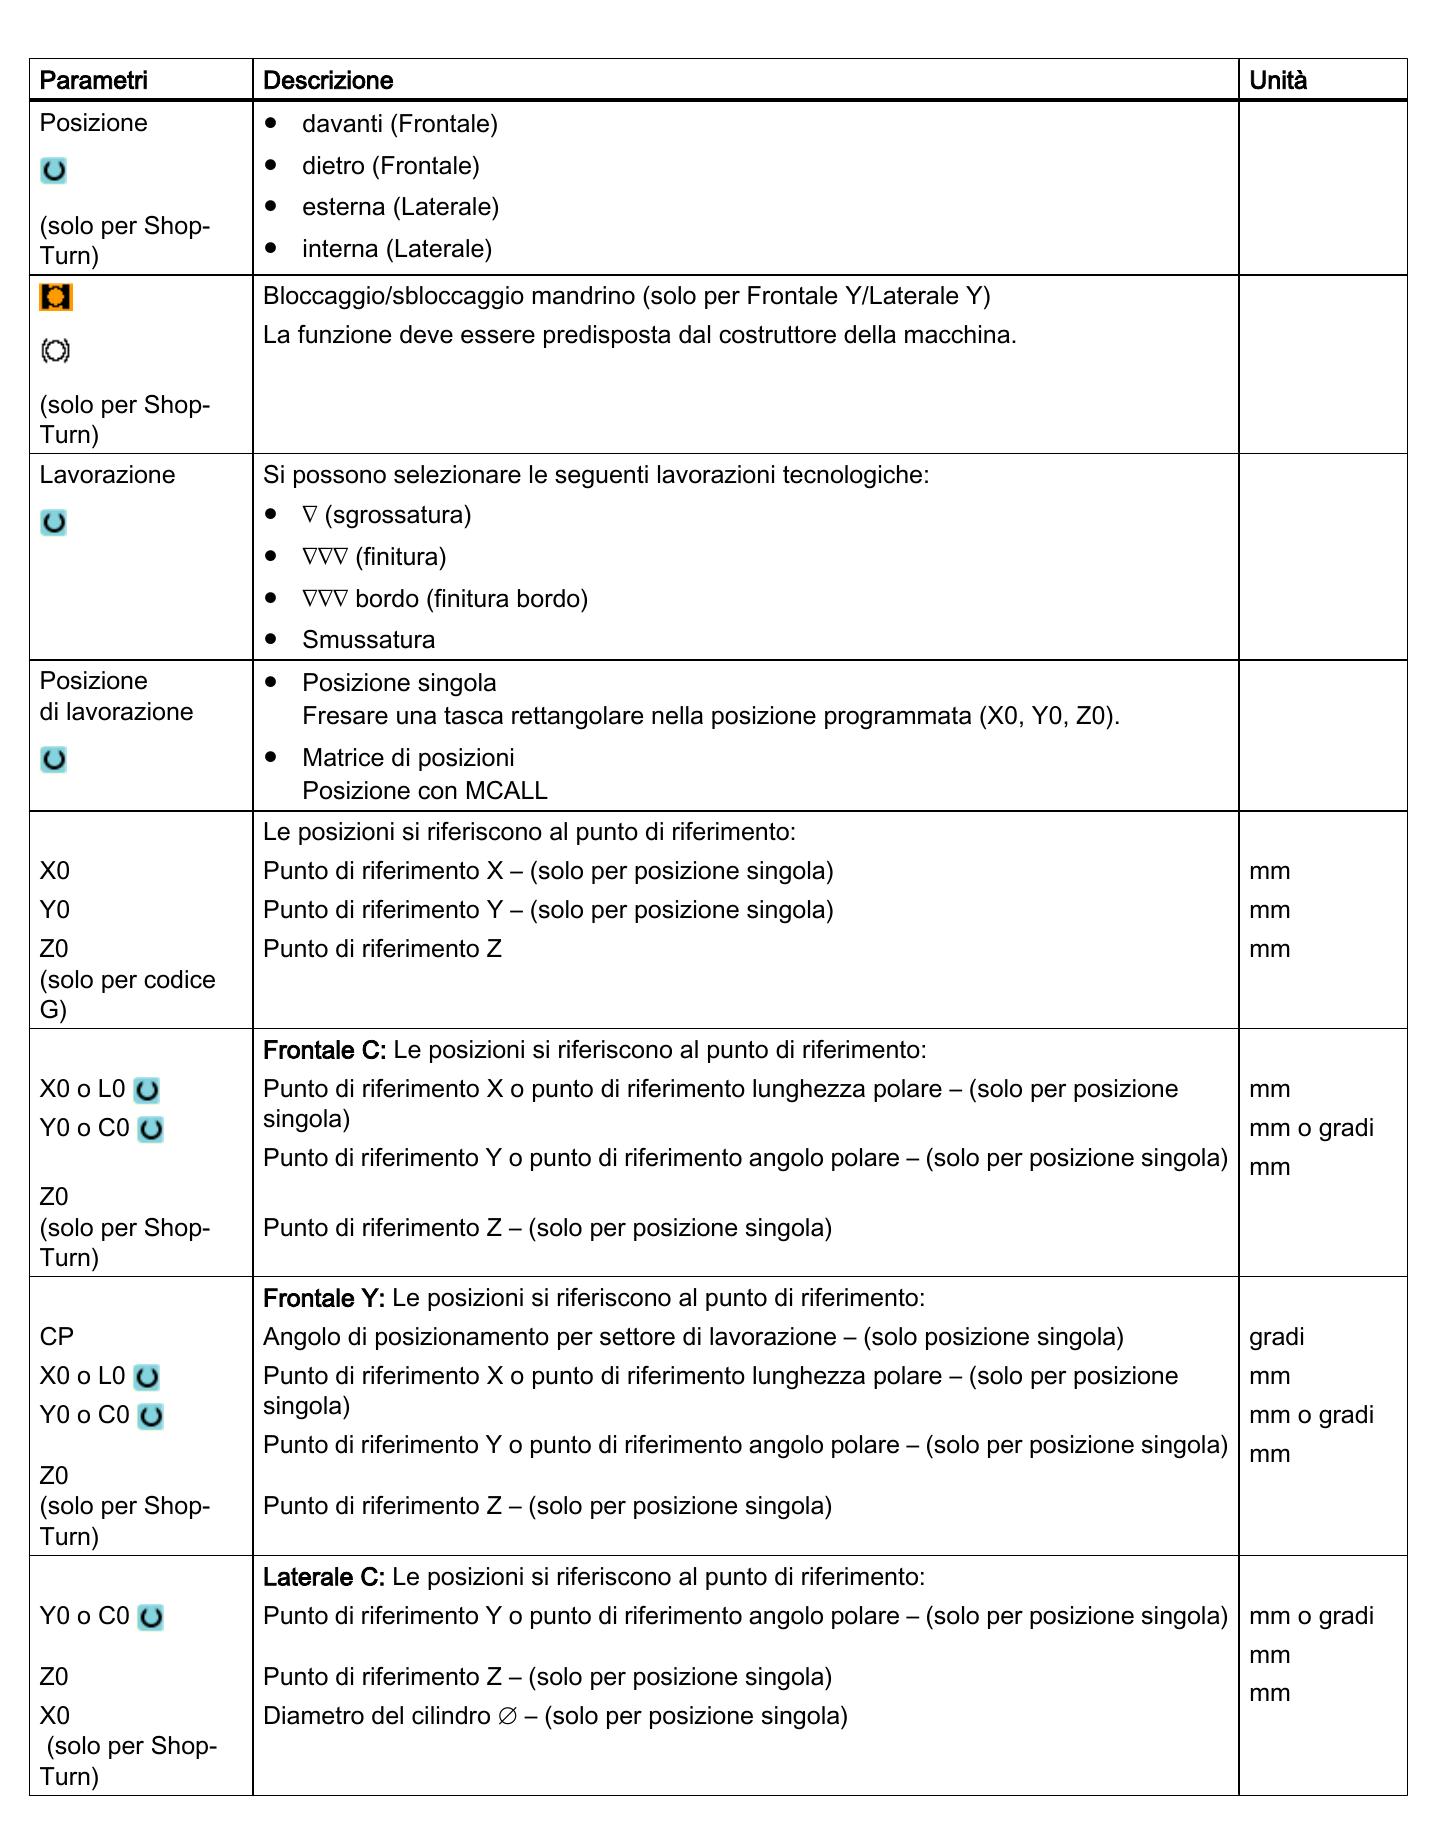 Parametri Descrizione Unità
Posizione
(solo per Shop-
Turn)
• davanti (Frontale)
• dietro (Frontale)
• esterna (Laterale)
• interna (Laterale)
(solo per Shop-
Turn)
Bloccaggio/sbloccaggio mandrino (solo per Frontale Y/Laterale Y)
La funzione deve essere predisposta dal costruttore della macchina.
Lavorazione
Si possono selezionare le seguenti lavorazioni tecnologiche:
• ∇ (sgrossatura)
• ∇∇∇ (finitura)
• ∇∇∇ bordo (finitura bordo)
• Smussatura
Posizione
di lavorazione
• Posizione singola
Fresare una tasca rettangolare nella posizione programmata (X0, Y0, Z0).
• Matrice di posizioni
Posizione con MCALL
Le posizioni si riferiscono al punto di riferimento:
X0 Punto di riferimento X – (solo per posizione singola) mm
Y0 Punto di riferimento Y – (solo per posizione singola) mm
Z0 Punto di riferimento Z mm
(solo per codice
G)
Frontale C: Le posizioni si riferiscono al punto di riferimento:
X0 o L0 Punto di riferimento X o punto di riferimento lunghezza polare – (solo per posizione mm
singola)
Y0 o C0 mm o gradi
Punto di riferimento Y o punto di riferimento angolo polare – (solo per posizione singola) mm
Z0
(solo per Shop- Punto di riferimento Z – (solo per posizione singola)
Turn)
Frontale Y: Le posizioni si riferiscono al punto di riferimento:
CP Angolo di posizionamento per settore di lavorazione – (solo posizione singola) gradi
X0 o L0 Punto di riferimento X o punto di riferimento lunghezza polare – (solo per posizione mm
singola)
Y0 o C0 mm o gradi
Punto di riferimento Y o punto di riferimento angolo polare – (solo per posizione singola) mm
Z0
(solo per Shop- Punto di riferimento Z – (solo per posizione singola)
Turn)
Laterale C: Le posizioni si riferiscono al punto di riferimento:
Y0 o C0 Punto di riferimento Y o punto di riferimento angolo polare – (solo per posizione singola) mm o gradi
mm
Z0 Punto di riferimento Z – (solo per posizione singola)
mm
X0 Diametro del cilindro ∅ – (solo per posizione singola)
(solo per Shop-
Turn)